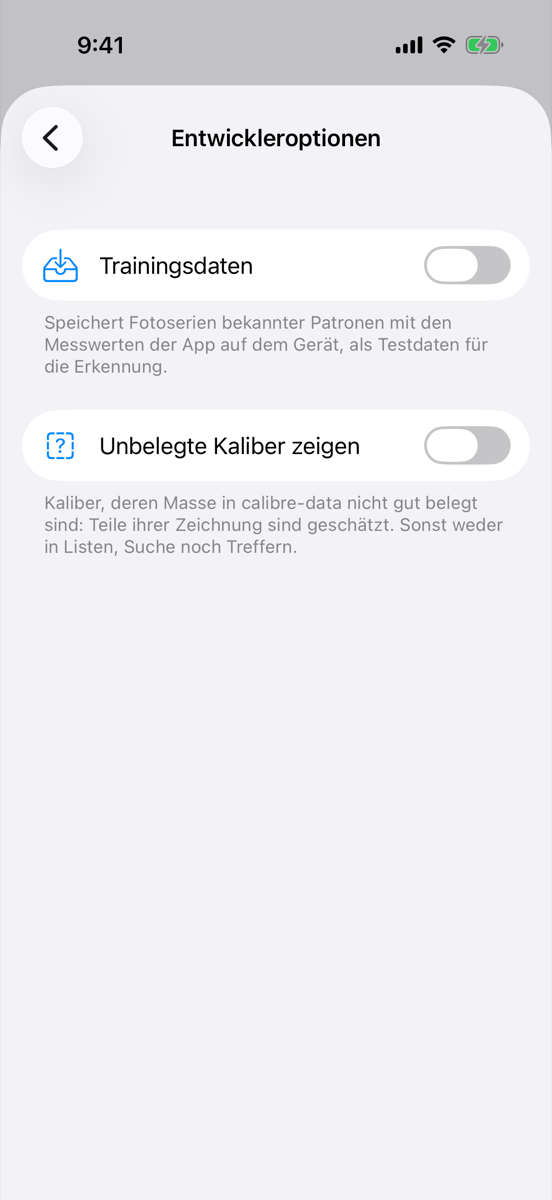 9:41
Entwickleroptionen
Trainingsdaten
Speichert Fotoserien bekannter Patronen mit den
Messwerten der App auf dem Gerät, als Testdaten für
die Erkennung.
Unbelegte Kaliber zeigen
Kaliber, deren Masse in calibre-data nicht gut belegt
sind: Teile ihrer Zeichnung sind geschätzt. Sonst weder
in Listen, Suche noch Treffern.